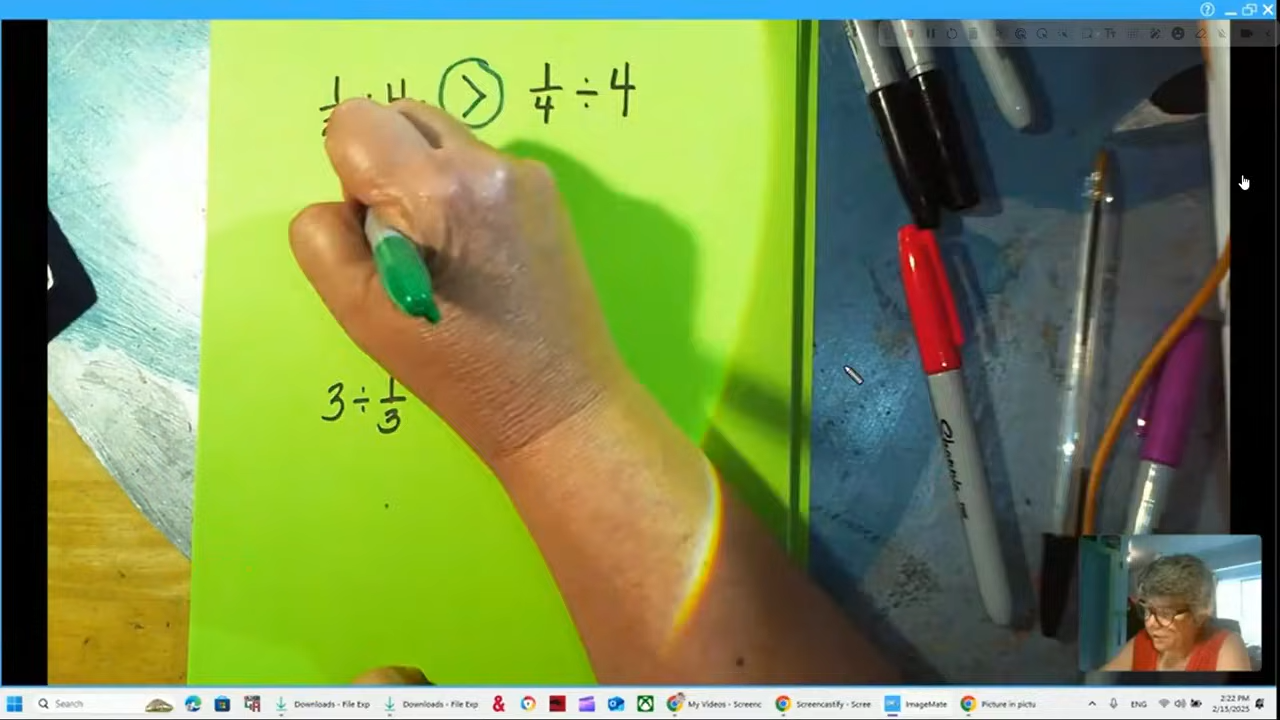 > 1/4 ÷ 4
3 ÷ 1/3
Sharpie
Search
Downloads - File Exp
Downloads - File Exp
My Videos - Screenc
Screencastify - Scree
ImageMate
Picture in pictu
ENG
2:22 PM
2/15/2025